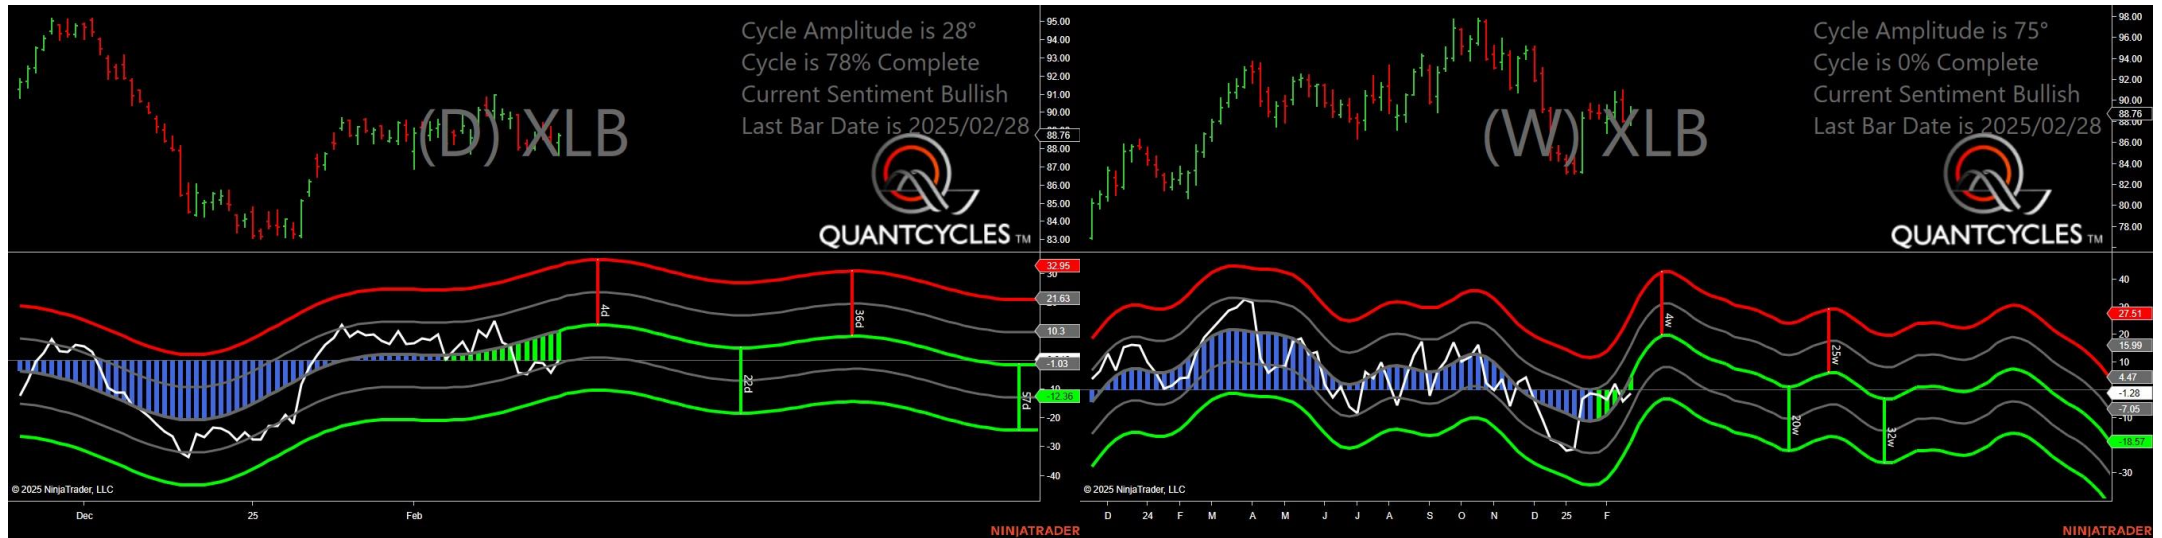 Cycle Amplitude is 28°
Cycle is 78% Complete
Current Sentiment Bullish
Last Bar Date is 2025/02/28
(D) XLB
QUANTCYCLES TM
95.00
94.00
93.00
92.00
91.00
90.00
88.76
88.00
87.00
86.00
85.00
84.00
83.00
32.95
30
21.63
10.3
-1.03
-12.36
-20
-30
-40
4d
22d
36d
57d
© 2025 NinjaTrader, LLC
Dec
25
Feb
NINJATRADER
Cycle Amplitude is 75°
Cycle is 0% Complete
Current Sentiment Bullish
Last Bar Date is 2025/02/28
(W) XLB
QUANTCYCLES TM
98.00
96.00
94.00
92.00
90.00
88.76
88.00
86.00
84.00
82.00
80.00
78.00
40
27.51
20
15.99
10
4.47
-1.28
-7.05
-10
-18.57
-30
4w
20w
25w
32w
© 2025 NinjaTrader, LLC
D 24 F M A M J J A S O N D 25 F
NINJATRADER